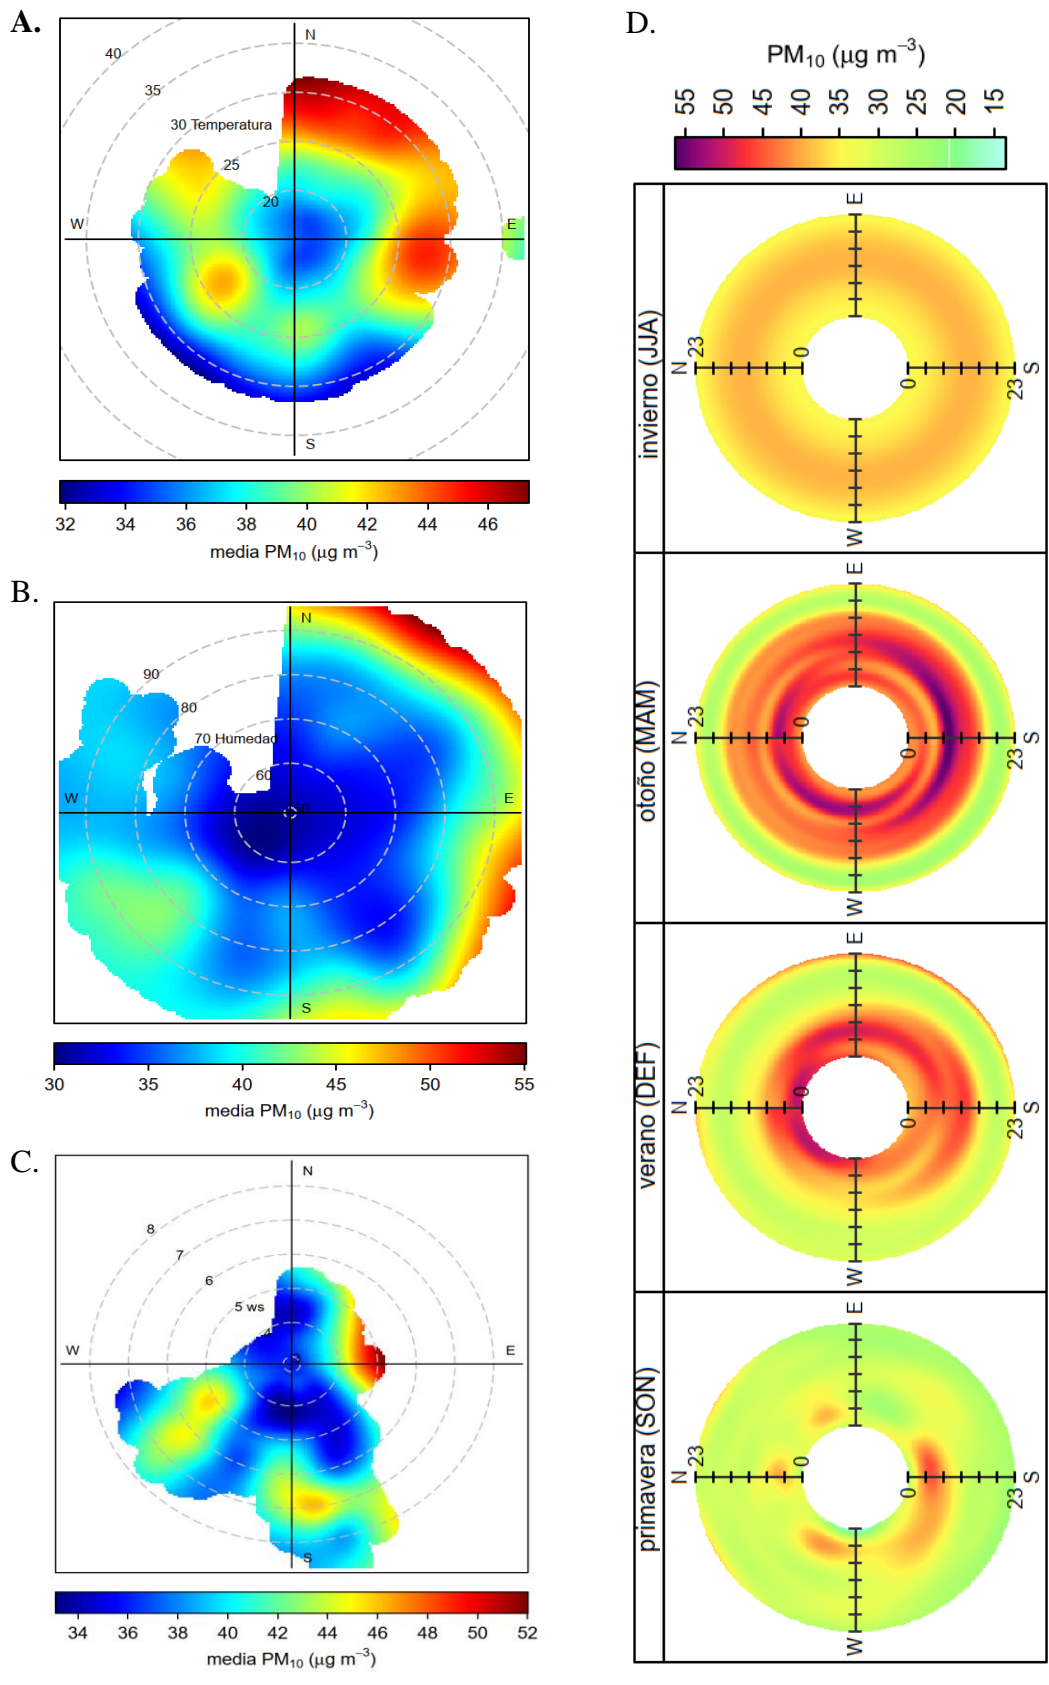 A.
N
40
35
30 Temperatura
25
20
W
E
S
32 34 36 38 40 42 44 46
media PM10 (µg m−3)
B.
N
90
80
70 Humedad
60
50
W
E
S
30 35 40 45 50 55
media PM10 (µg m−3)
C.
N
8
7
6
5 ws
4
W
E
S
34 36 38 40 42 44 46 48 50 52
media PM10 (µg m−3)
D.
PM10 (µg m−3)
55 50 45 40 35 30 25 20 15
invierno (JJA)
E
N 23 0 0 23 S
W
otoño (MAM)
E
N 23 0 0 23 S
W
verano (DEF)
E
N 23 0 0 23 S
W
primavera (SON)
E
N 23 0 0 23 S
W